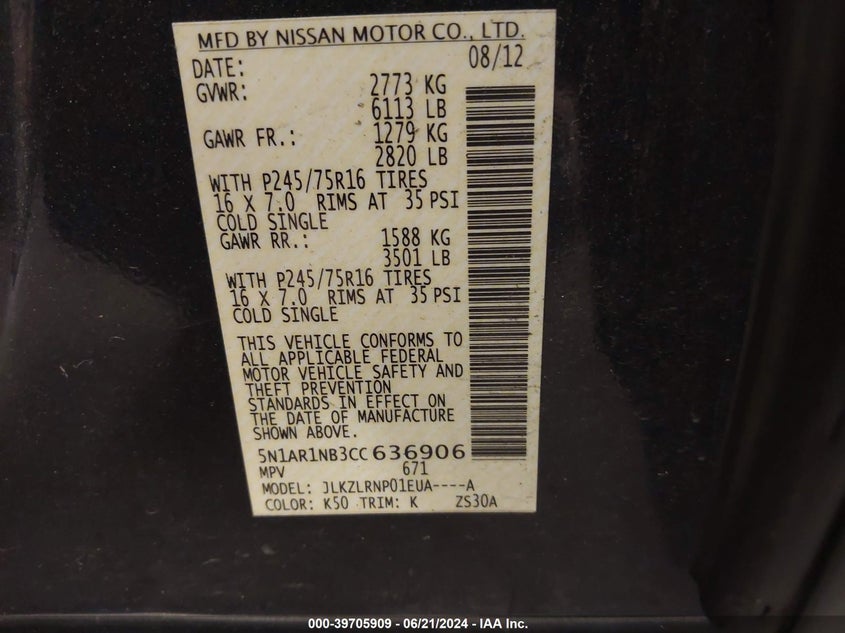 MFD BY NISSAN MOTOR CO., LTD.
DATE: 08/12
GVWR: 2773 KG
6113 LB
GAWR FR.: 1279 KG
2820 LB
WITH P245/75R16 TIRES
16 X 7.0 RIMS AT 35 PSI
COLD SINGLE
GAWR RR.: 1588 KG
3501 LB
WITH P245/75R16 TIRES
16 X 7.0 RIMS AT 35 PSI
COLD SINGLE
THIS VEHICLE CONFORMS TO
ALL APPLICABLE FEDERAL
MOTOR VEHICLE SAFETY AND
THEFT PREVENTION
STANDARDS IN EFFECT ON
THE DATE OF MANUFACTURE
SHOWN ABOVE.
5N1AR1NB3CC636906
MPV 671
MODEL: JLKZLRNP01EUA----A
COLOR: K50 TRIM: K ZS30A
000-39705909 - 06/21/2024 - IAA Inc.